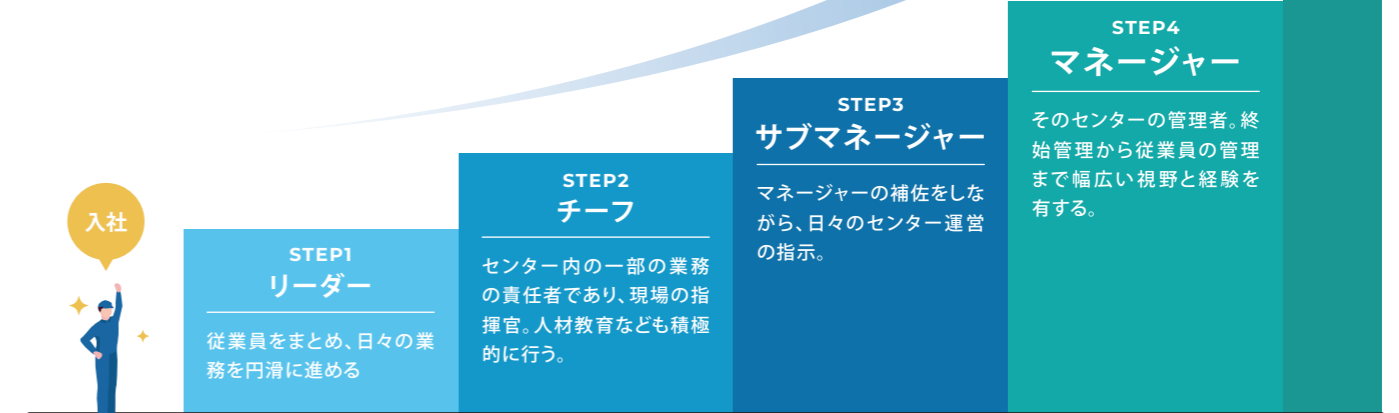 入社
STEP1
リーダー
従業員をまとめ、日々の業
務を円滑に進める
STEP2
チーフ
センター内の一部の業務
の責任者であり、現場の指
揮官。人材教育なども積極
的に行う。
STEP3
サブマネージャー
マネージャーの補佐をしな
がら、日々のセンター運営
の指示。
STEP4
マネージャー
そのセンターの管理者。終
始管理から従業員の管理
まで幅広い視野と経験を
有する。